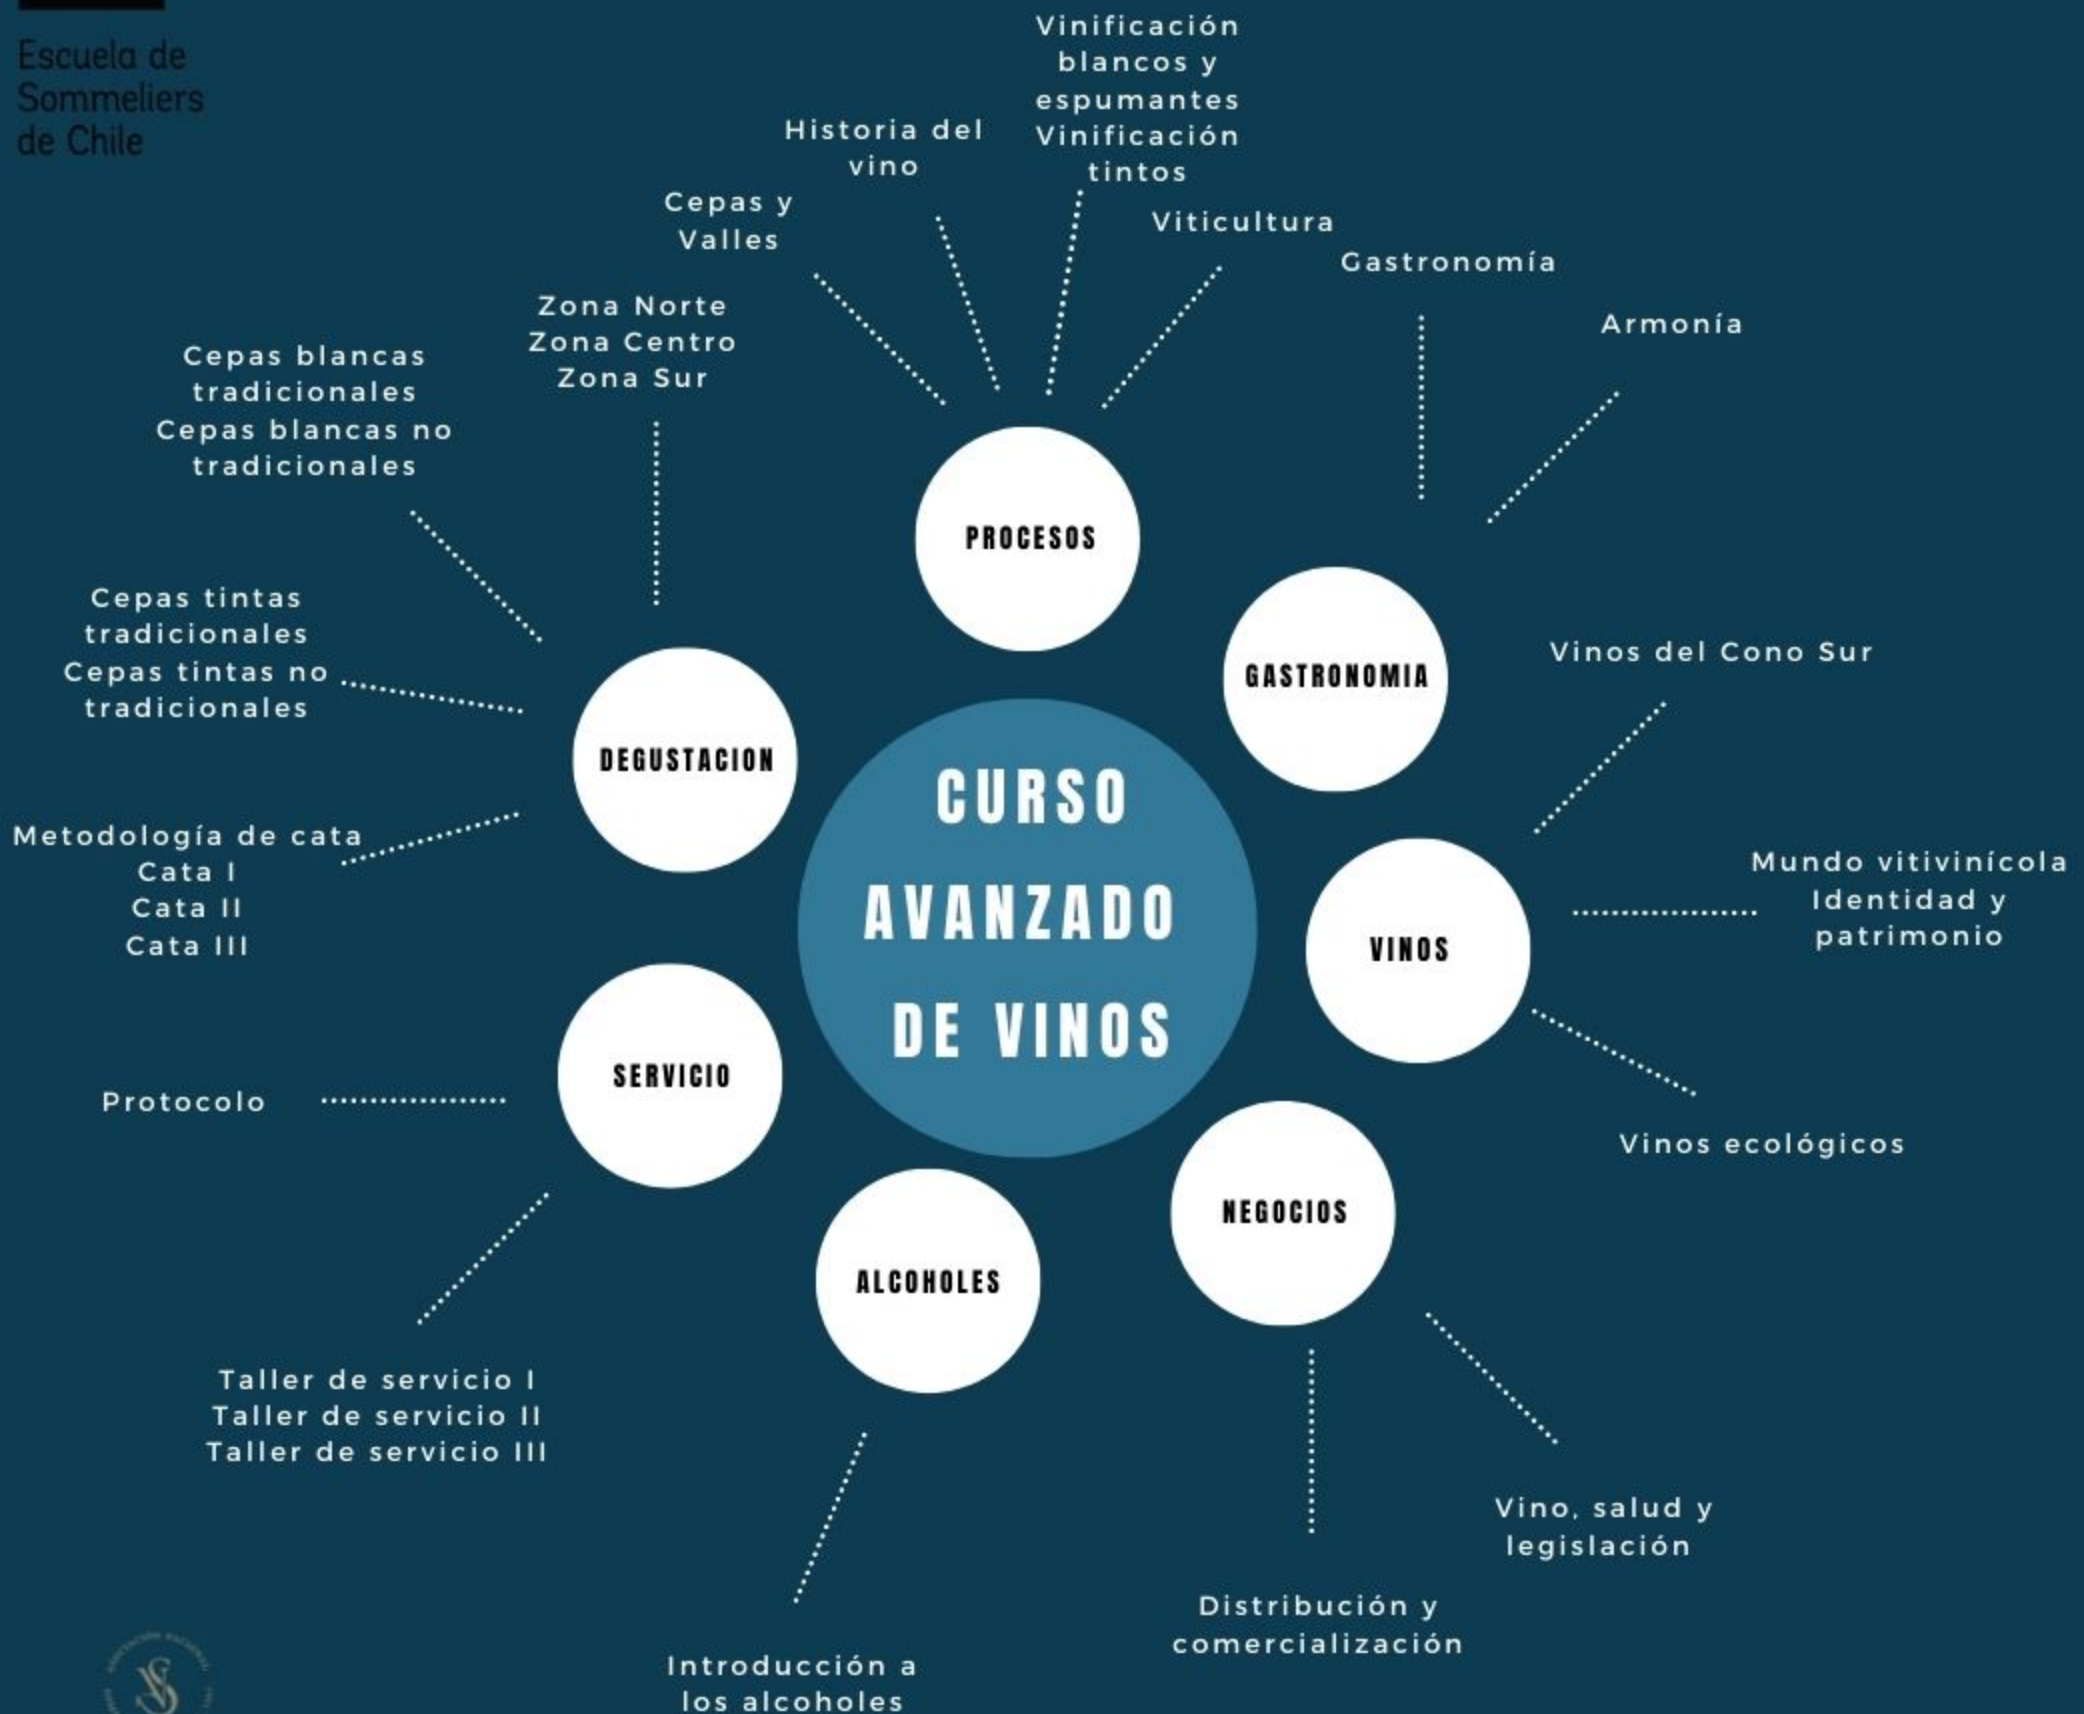 Escuela de
Sommeliers
de Chile
Vinificación
blancos y
espumantes
Vinificación
tintos
Historia del
vino
Cepas y
Valles
Viticultura
Gastronomía
Armonía
Zona Norte
Zona Centro
Zona Sur
Cepas blancas
tradicionales
Cepas blancas no
tradicionales
PROCESOS
Cepas tintas
tradicionales
Cepas tintas no
tradicionales
GASTRONOMIA
Vinos del Cono Sur
DEGUSTACION
CURSO
AVANZADO
DE VINOS
Metodología de cata
Cata I
Cata II
Cata III
Mundo vitivinícola
Identidad y
patrimonio
VINOS
SERVICIO
Protocolo
Vinos ecológicos
NEGOCIOS
ALCOHOLES
Taller de servicio I
Taller de servicio II
Taller de servicio III
Vino, salud y
legislación
Distribución y
comercialización
Introducción a
los alcoholes